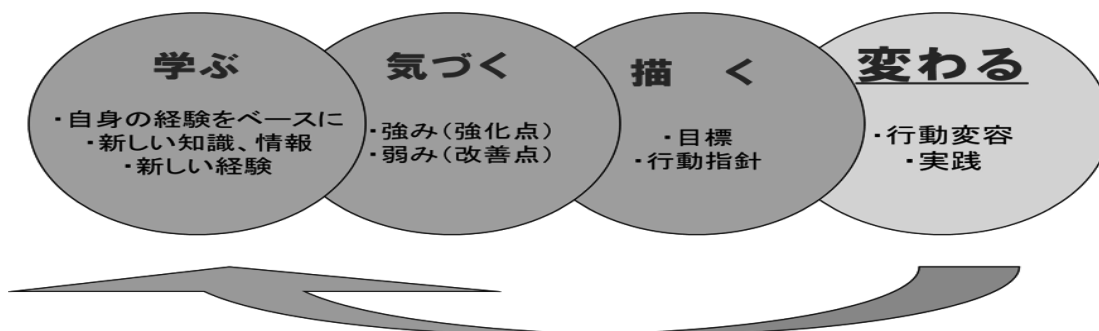 学ぶ
・自身の経験をベースに
・新しい知識、情報
・新しい経験
気づく
・強み（強化点）
・弱み（改善点）
描　く
・目標
・行動指針
変わる
・行動変容
・実践